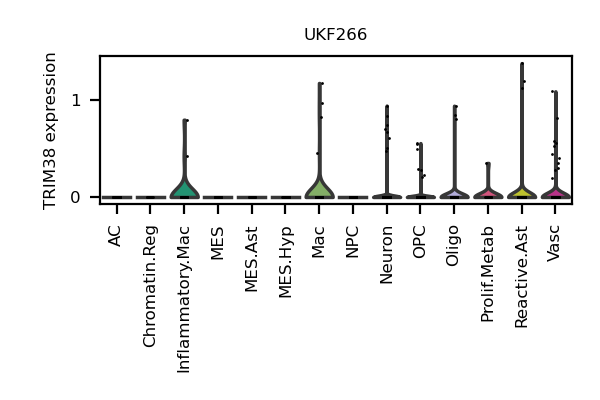 UKF266
TRIM38 expression
1
0
AC
Chromatin.Reg
Inflammatory.Mac
MES
MES.Ast
MES.Hyp
Mac
NPC
Neuron
OPC
Oligo
Prolif.Metab
Reactive.Ast
Vasc